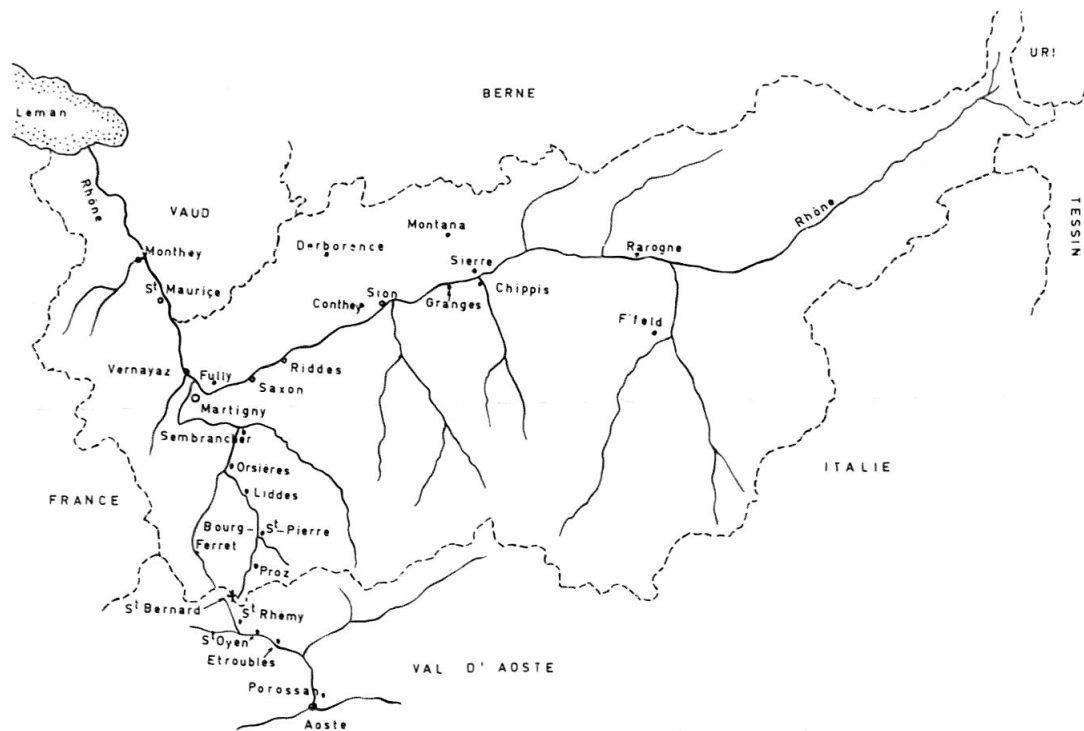 URI
BERNE
Leman
Rhône
VAUD
TESSIN
Montana
Rhône
Derborence
Rarogne
Monthey
Sierre
St Maurice
Chippis
Sion
Granges
Conthey
F'feld
Vernayaz
Fully
Riddes
Saxon
Martigny
Sembrancher
ITALIE
Orsières
FRANCE
Liddes
Bourg-St-Pierre
Ferret
Proz
St Bernard
St Rhémy
St Oyen
Etroubles
VAL D'AOSTE
Porossan
Aoste